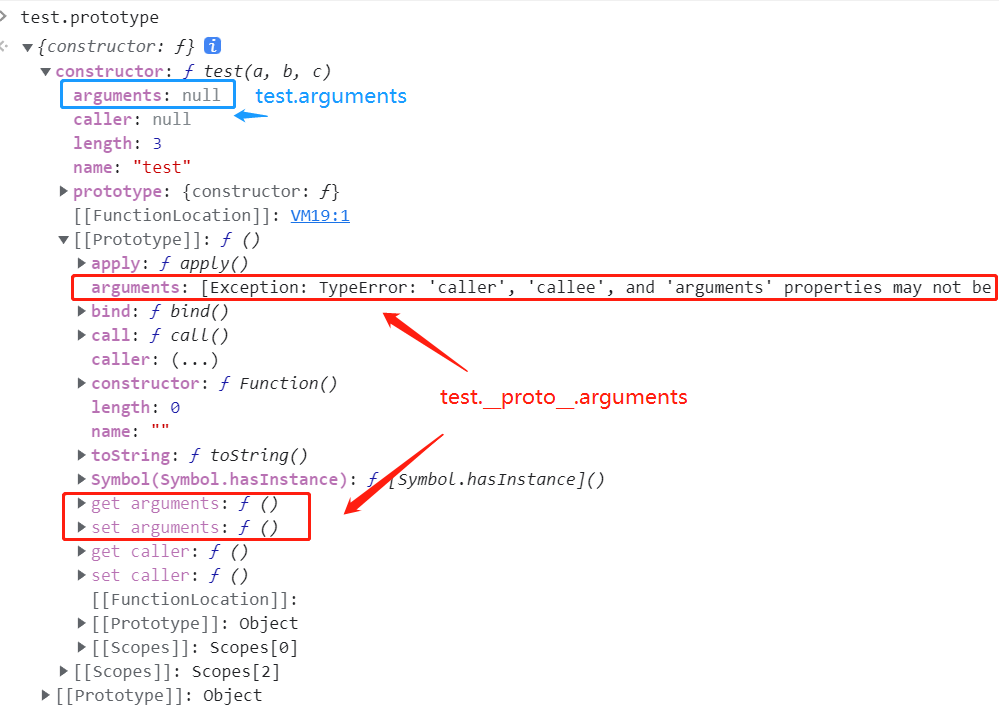 test.prototype
{constructor: ƒ} i
constructor: ƒ test(a, b, c)
arguments: null test.arguments
caller: null
length: 3
name: "test"
prototype: {constructor: ƒ}
[[FunctionLocation]]: VM19:1
[[Prototype]]: ƒ ()
apply: ƒ apply()
arguments: [Exception: TypeError: 'caller', 'callee', and 'arguments' properties may not be
bind: ƒ bind()
call: ƒ call()
caller: (...)
constructor: ƒ Function()
test.__proto__.arguments
length: 0
name: ""
toString: ƒ toString()
Symbol(Symbol.hasInstance): ƒ [Symbol.hasInstance]()
get arguments: ƒ ()
set arguments: ƒ ()
get caller: ƒ ()
set caller: ƒ ()
[[FunctionLocation]]:
[[Prototype]]: Object
[[Scopes]]: Scopes[0]
[[Scopes]]: Scopes[2]
[[Prototype]]: Object